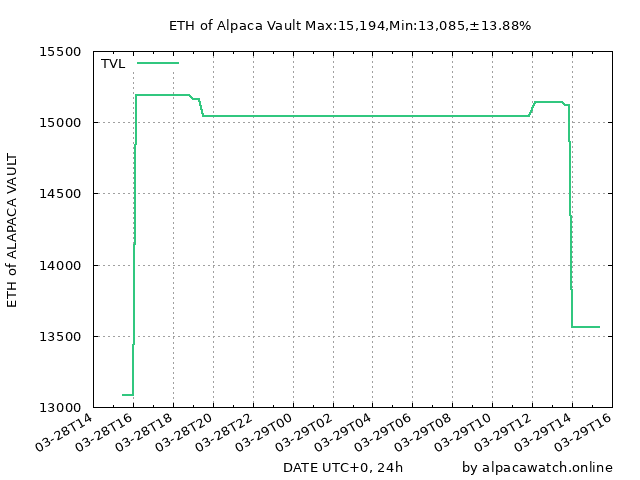 ETH of Alpaca Vault Max:15,194,Min:13,085,±13.88%
TVL
ETH of ALAPACA VAULT
15500
15000
14500
14000
13500
13000
03-28T14
03-28T16
03-28T18
03-28T20
03-28T22
03-29T00
03-29T02
03-29T04
03-29T06
03-29T08
03-29T10
03-29T12
03-29T14
03-29T16
DATE UTC+0, 24h
by alpacawatch.online